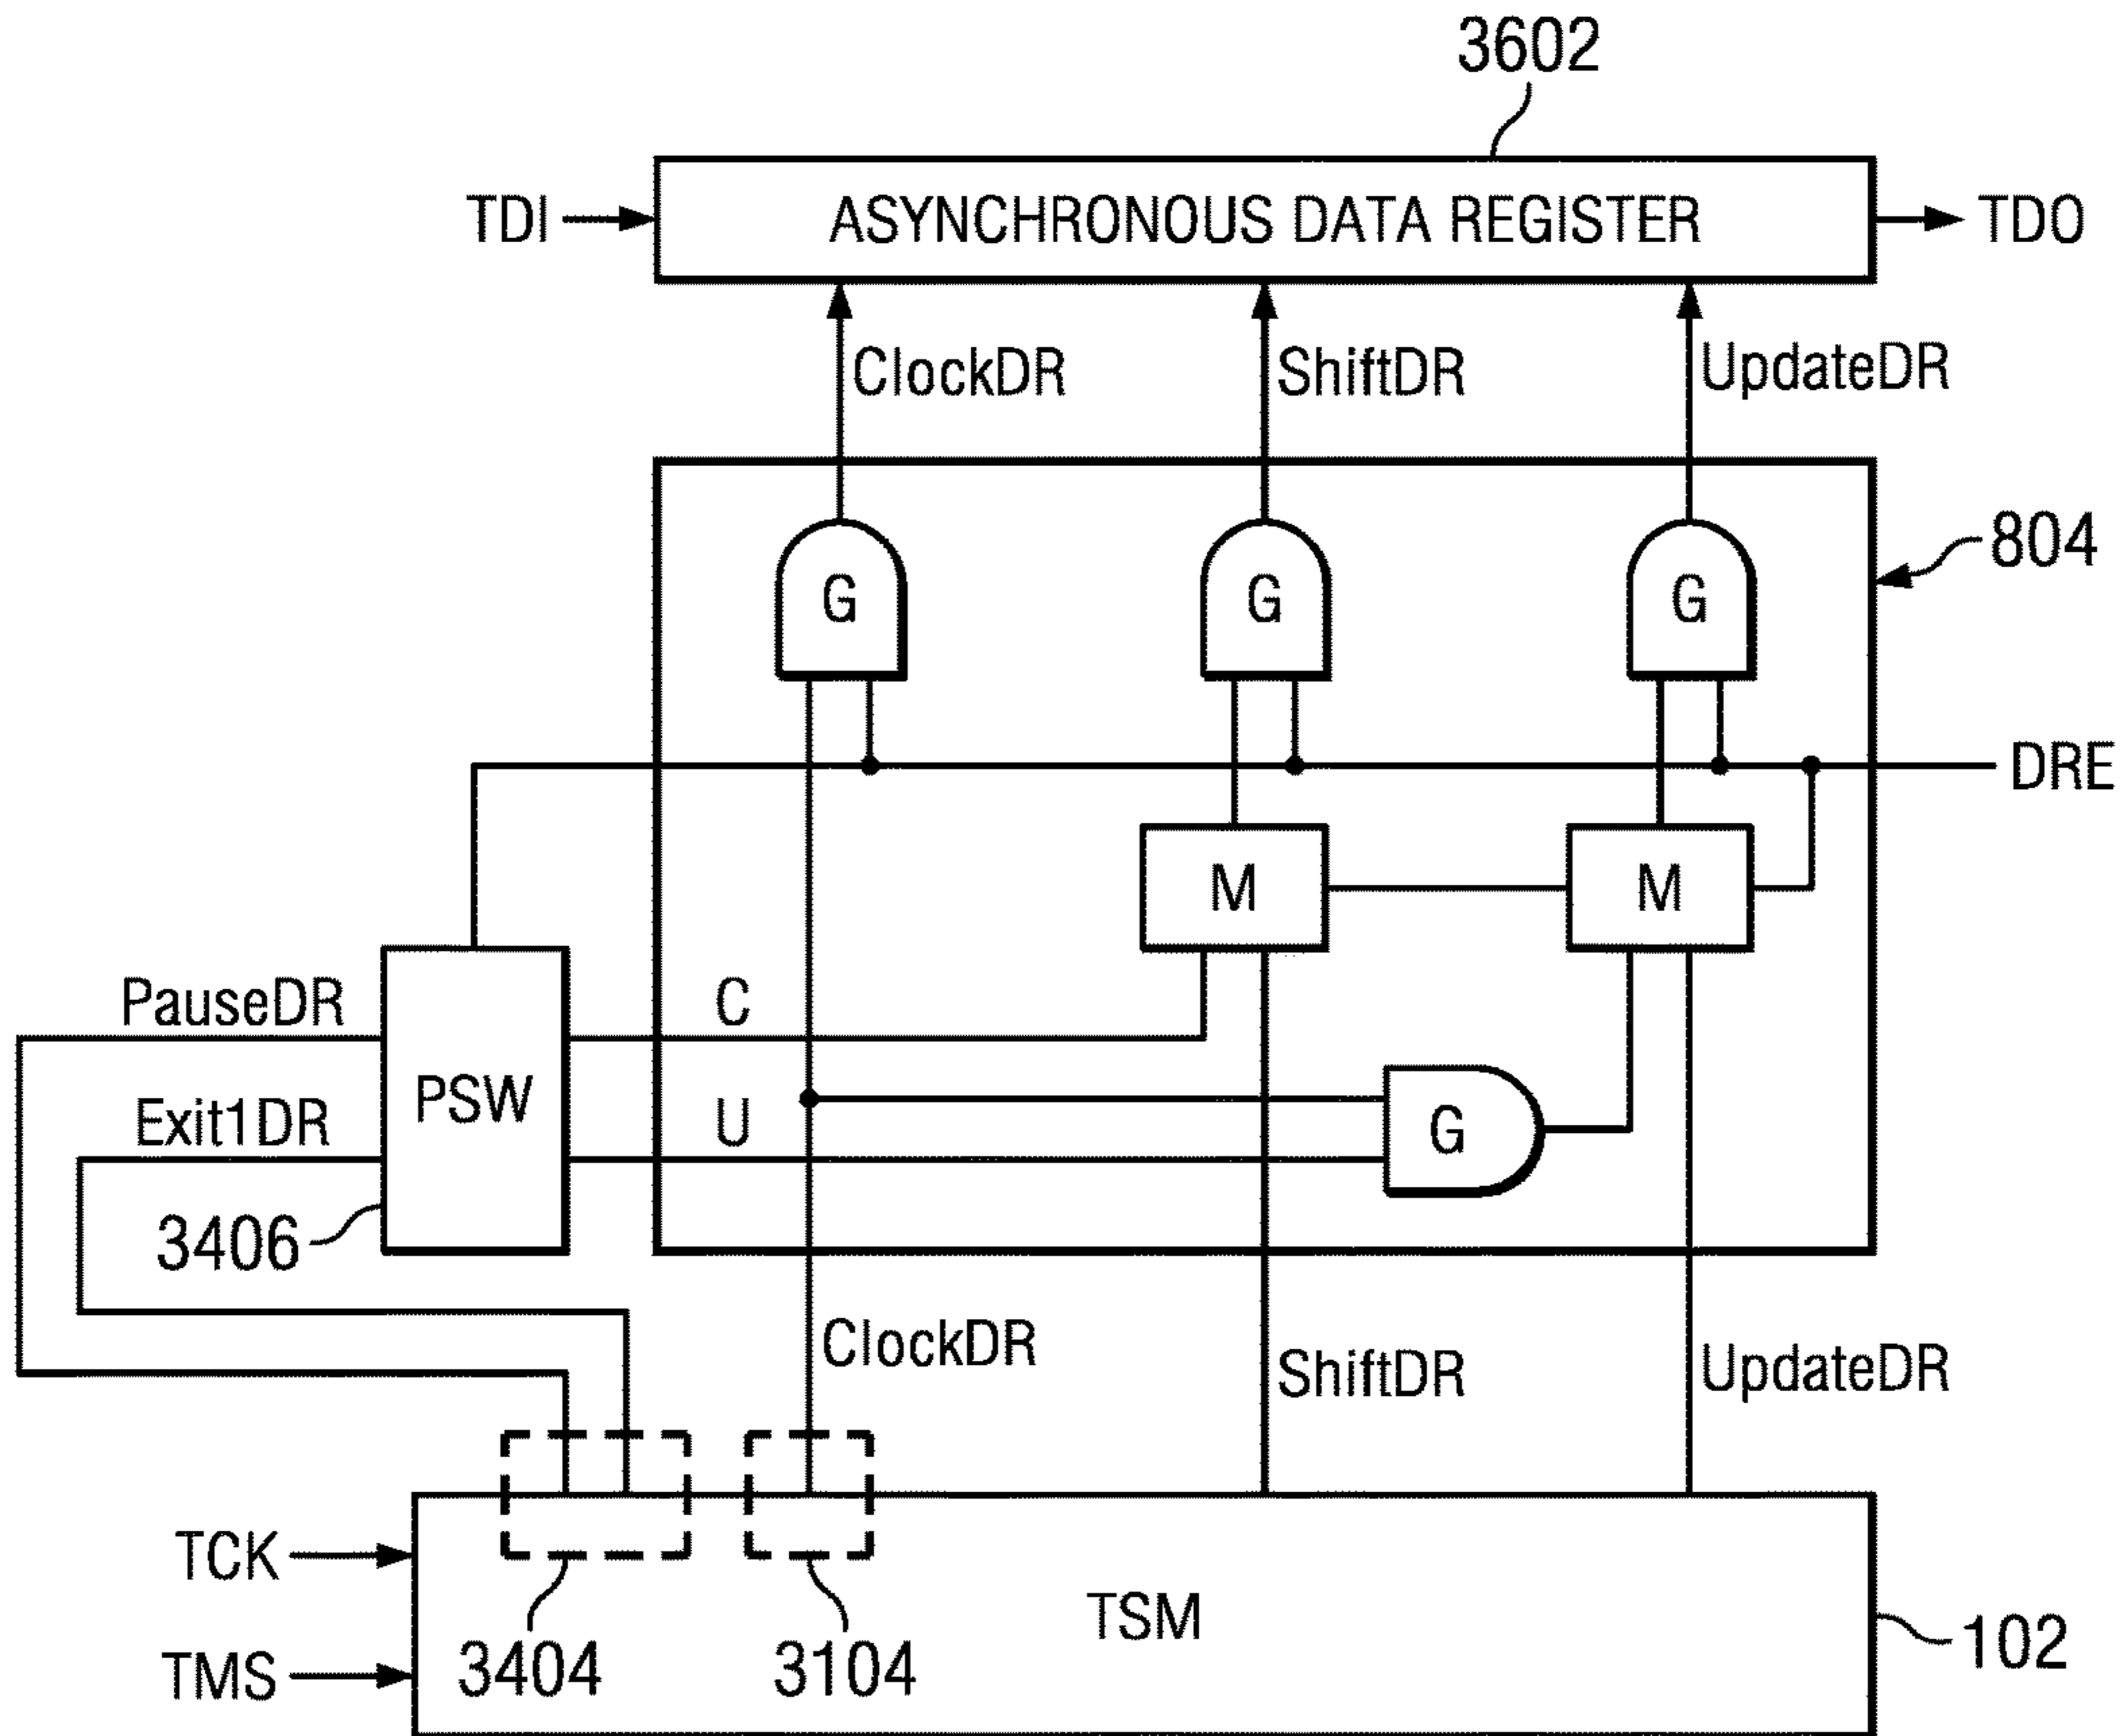 3602
TDI
ASYNCHRONOUS DATA REGISTER
TDO
ClockDR
ShiftDR
UpdateDR
G
G
G
804
DRE
M
M
PauseDR
C
PSW
Exit1DR
U
G
3406
ClockDR
ShiftDR
UpdateDR
TCK
TSM
TMS
3404
3104
102